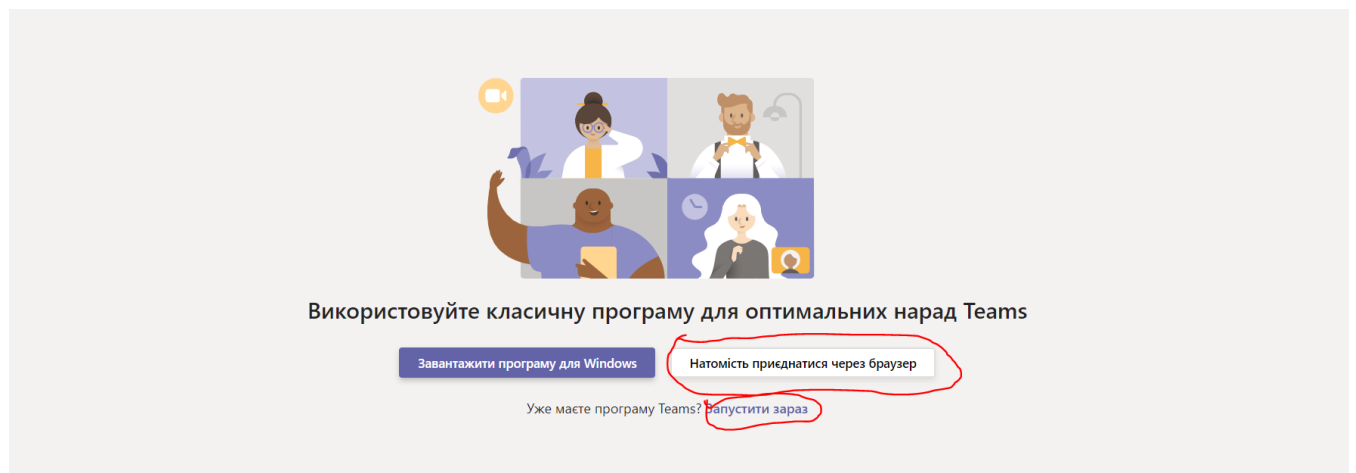 Використовуйте класичну програму для оптимальних нарад Teams
Завантажити програму для Windows
Натомість приєднатися через браузер
Уже маєте програму Teams? Запустити зараз